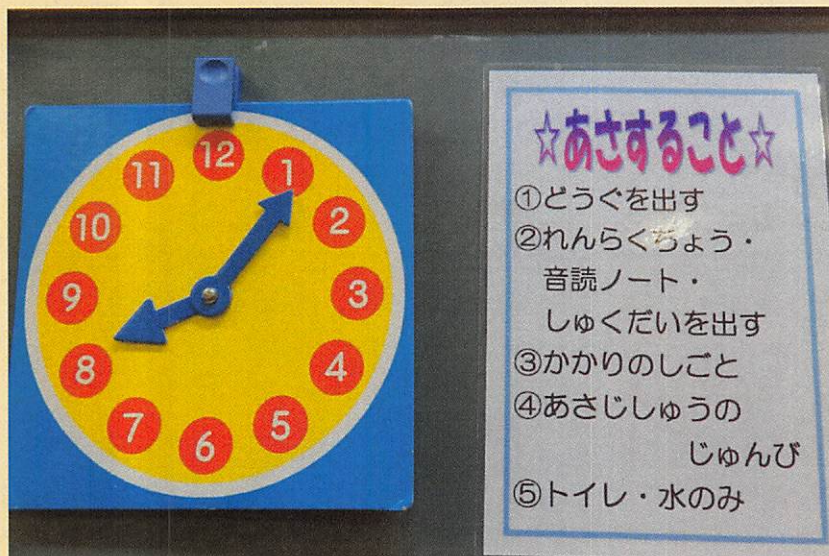 12
11
1
10
2
9
3
8
4
7
5
6
☆あさすること☆
①どうぐを出す
②れんらくちょう・
音読ノート・
しゅくだいを出す
③かかりのしごと
④あさじしゅうの
じゅんび
⑤トイレ・水のみ